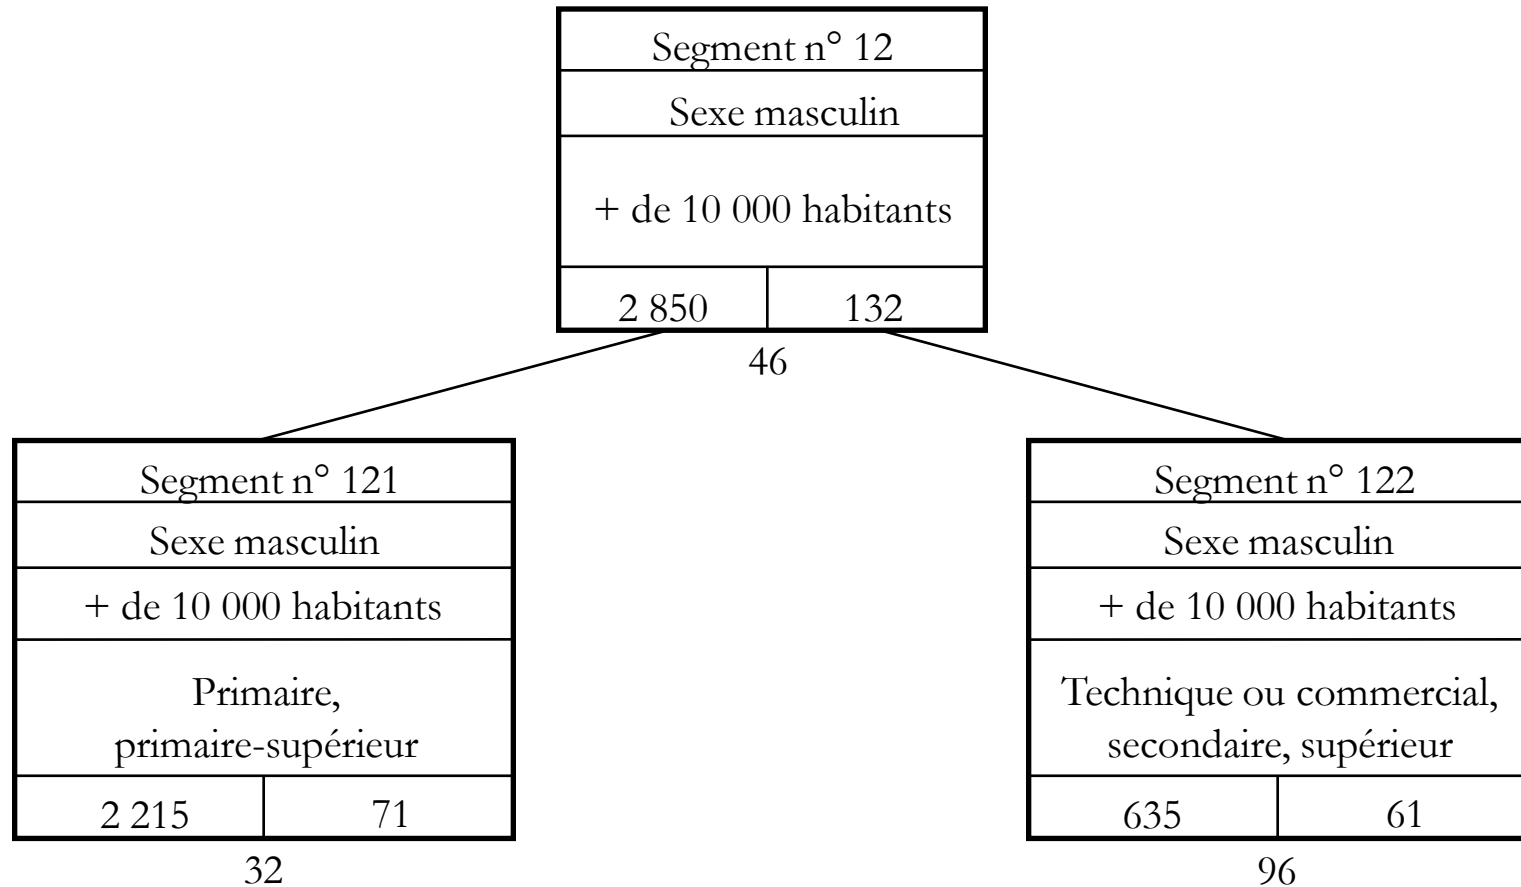 Segment n° 12
Sexe masculin
+ de 10 000 habitants
2 850
132
46
Segment n° 121
Sexe masculin
+ de 10 000 habitants
Primaire,
primaire-supérieur
2 215
71
32
Segment n° 122
Sexe masculin
+ de 10 000 habitants
Technique ou commercial,
secondaire, supérieur
635
61
96